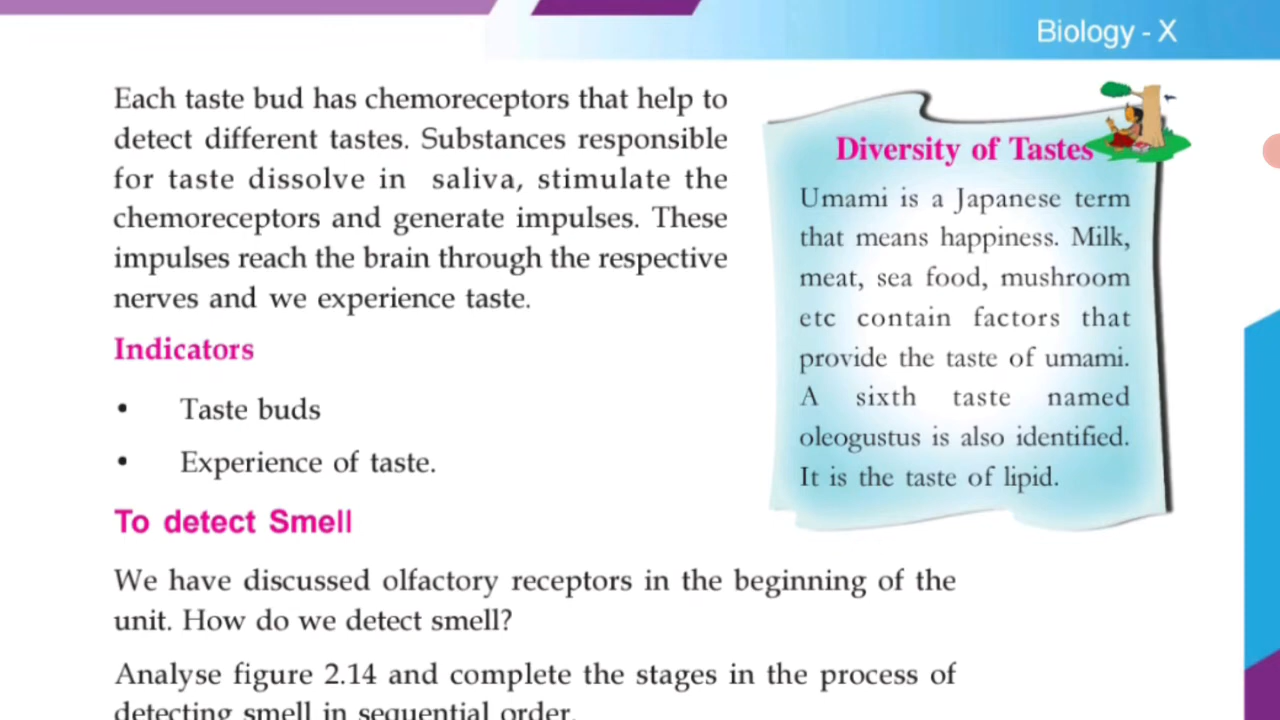 Biology - X
Each taste bud has chemoreceptors that help to
detect different tastes. Substances responsible
for taste dissolve in saliva, stimulate the
chemoreceptors and generate impulses. These
impulses reach the brain through the respective
nerves and we experience taste.
Indicators
• Taste buds
• Experience of taste.
Diversity of Tastes
Umami is a Japanese term
that means happiness. Milk,
meat, sea food, mushroom
etc contain factors that
provide the taste of umami.
A sixth taste named
oleogustus is also identified.
It is the taste of lipid.
To detect Smell
We have discussed olfactory receptors in the beginning of the
unit. How do we detect smell?
Analyse figure 2.14 and complete the stages in the process of
detecting smell in sequential order.